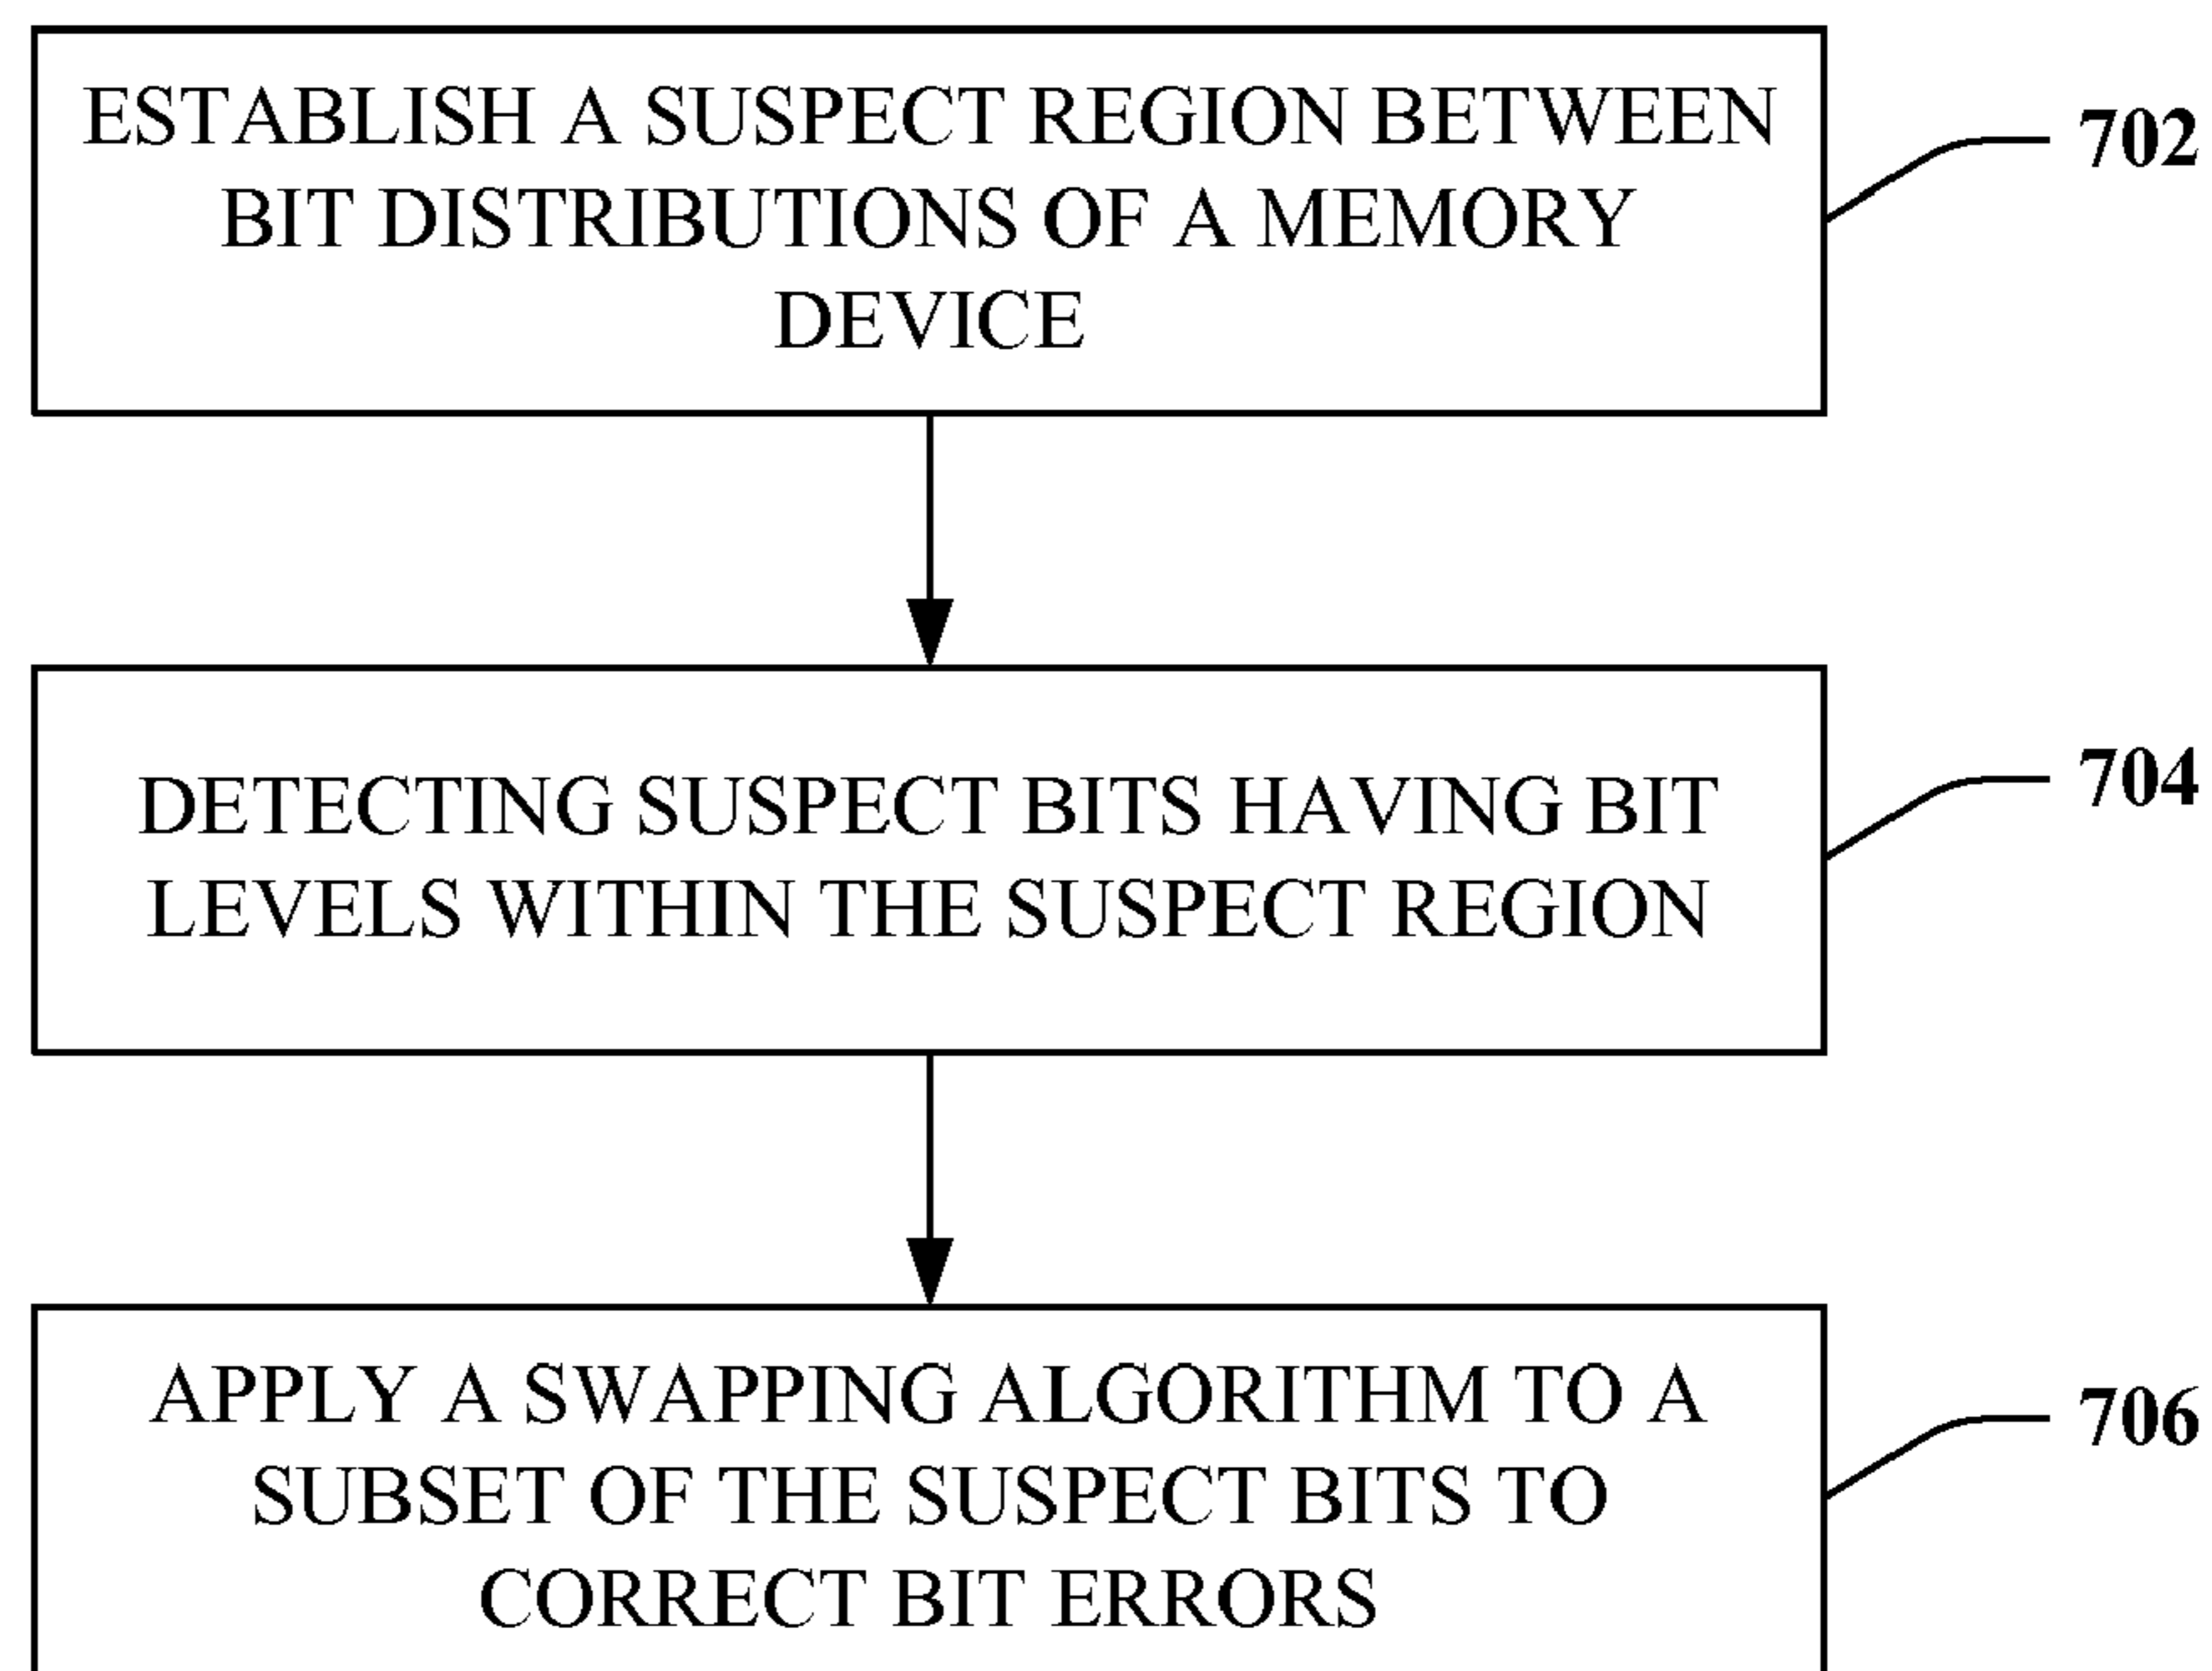 ESTABLISH A SUSPECT REGION BETWEEN
BIT DISTRIBUTIONS OF A MEMORY
DEVICE
702
DETECTING SUSPECT BITS HAVING BIT
LEVELS WITHIN THE SUSPECT REGION
704
APPLY A SWAPPING ALGORITHM TO A
SUBSET OF THE SUSPECT BITS TO
CORRECT BIT ERRORS
706